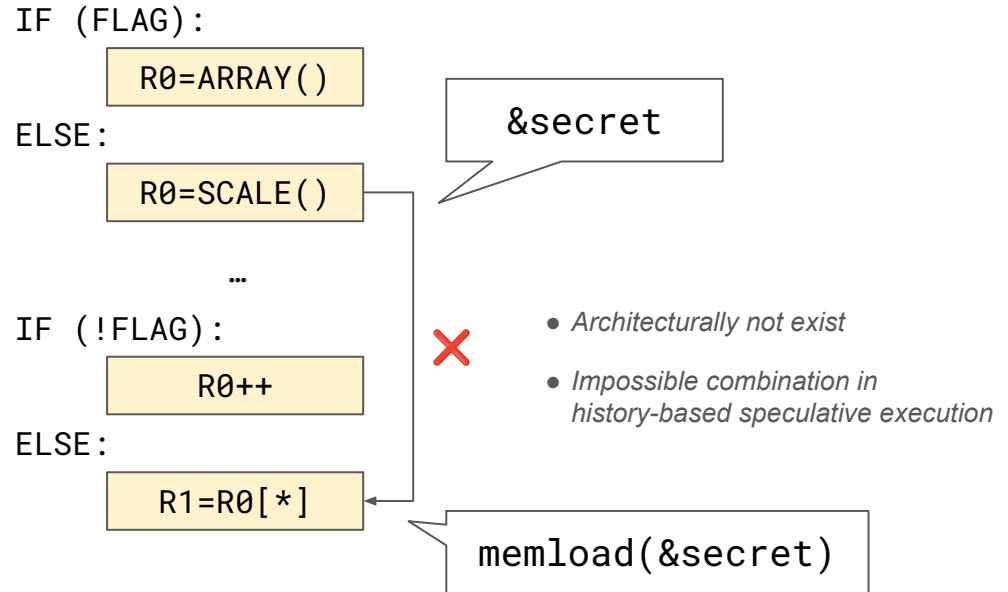 IF (FLAG):
R0=ARRAY()
ELSE:
&secret
R0=SCALE()
…
IF (!FLAG):
R0++
● Architecturally not exist
● Impossible combination in
history-based speculative execution
ELSE:
R1=R0[*]
memload(&secret)